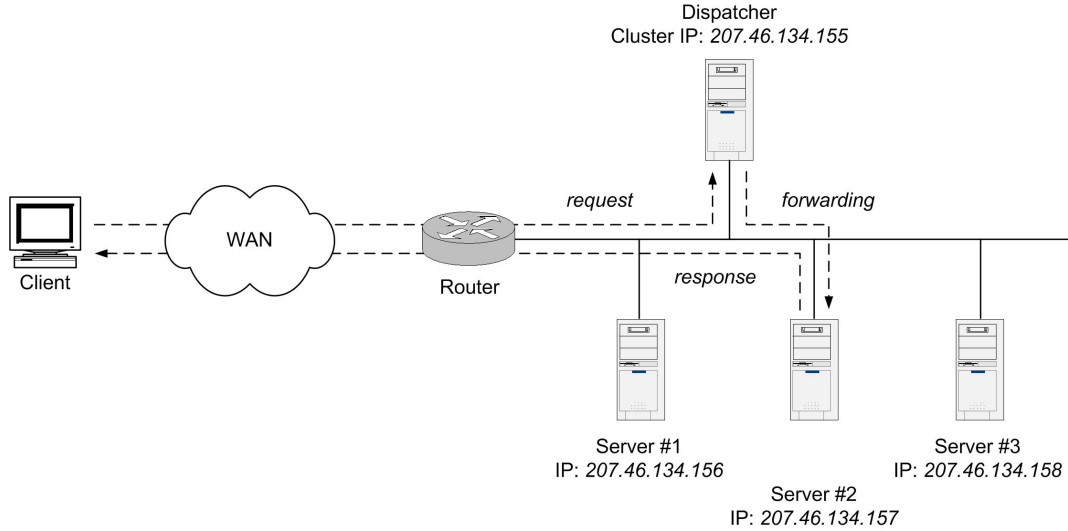 Dispatcher
Cluster IP: 207.46.134.155
request
forwarding
WAN
Client
Router
response
Server #1
IP: 207.46.134.156
Server #3
IP: 207.46.134.158
Server #2
IP: 207.46.134.157